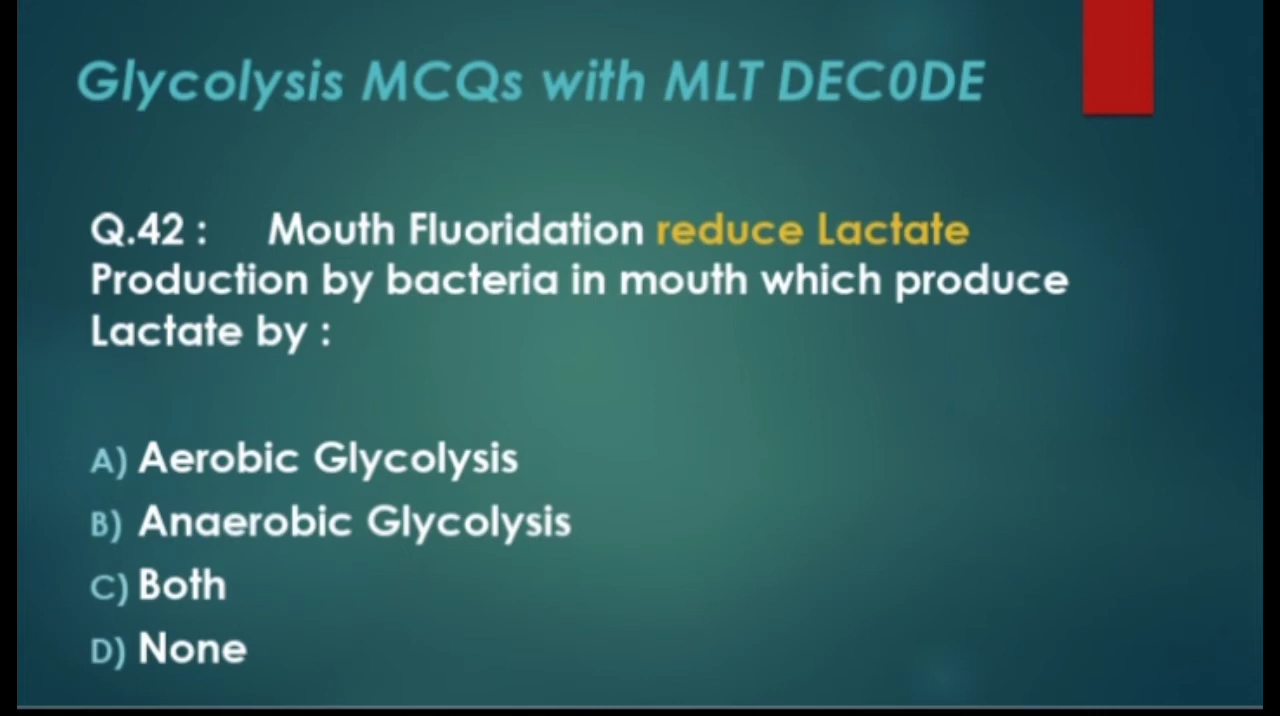 Glycolysis MCQs with MLT DEC0DE
Q.42 : Mouth Fluoridation reduce Lactate
Production by bacteria in mouth which produce
Lactate by :
A) Aerobic Glycolysis
B) Anaerobic Glycolysis
C) Both
D) None